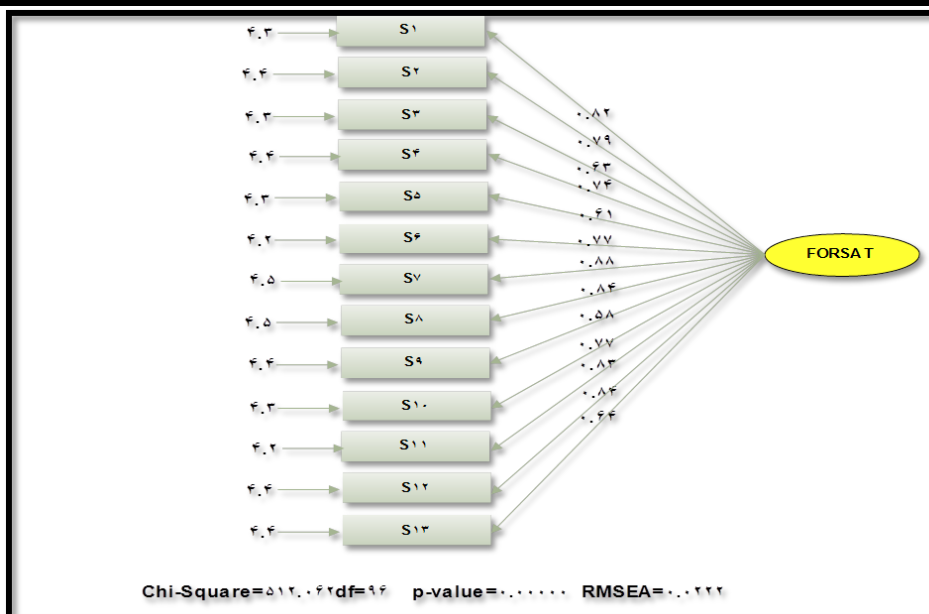 ۴.۳ S۱
۴.۴ S۲
۴.۳ S۳ ۰.۸۲
۰.۷۹
۴.۴ S۴ ۰.۶۳
۰.۷۴
۴.۳ S۵
۰.۶۱
۴.۲ S۶ ۰.۷۷
FORSAT
۰.۸۸
۴.۵ S۷
۰.۸۴
۴.۵ S۸ ۰.۵۸
۰.۷۷
۴.۴ S۹ ۰.۸۳
۰.۸۴
۴.۳ S۱۰
۰.۶۴
۴.۲ S۱۱
۴.۴ S۱۲
۴.۴ S۱۳
Chi-Square=۵۱۲.۰۶۲df=۹۶ p-value=۰.۰۰۰۰۰ RMSEA=۰.۰۲۲۲